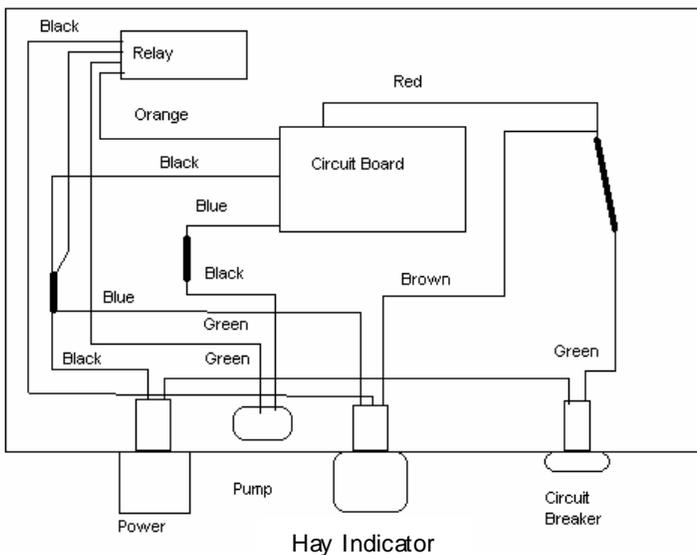 Black
Relay
Red
Orange
Black
Circuit Board
Blue
Black
Brown
Blue
Green
Black
Green
Green
Pump
Circuit
Breaker
Power
Hay Indicator